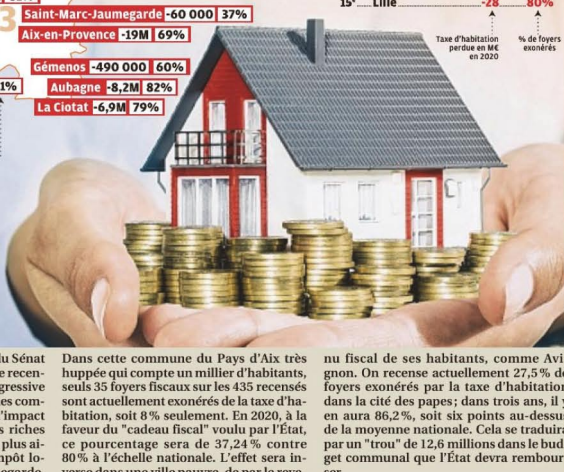 Saint-Marc-Jaumegarde -60 000 37%
Aix-en-Provence -19M 69%
Gémenos -490 000 60%
Aubagne -8,2M 82%
La Ciotat -6,9M 79%
1%
15e Lille -28 80%
Taxe d'habitation
perdue en M€
en 2020
% de foyers
exonérés
du Sénat
e recen-
gressive
es com-
'impact
s riches
plus ai-
mpôt lo-
Dans cette commune du Pays d'Aix très
huppée qui compte un millier d'habitants,
seuls 35 foyers fiscaux sur les 435 recensés
sont actuellement exonérés de la taxe d'ha-
bitation, soit 8% seulement. En 2020, à la
faveur du "cadeau fiscal" voulu par l'État,
ce pourcentage sera de 37,24% contre
80% à l'échelle nationale. L'effet sera in-
nu fiscal de ses habitants, comme Avi
gnon. On recense actuellement 27,5% d
foyers exonérés par la taxe d'habitation
dans la cité des papes; dans trois ans, il y
en aura 86,2%, soit six points au-dessu
de la moyenne nationale. Cela se traduira
par un "trou" de 12,6 millions dans le bud
get communal que l'État devra rembour